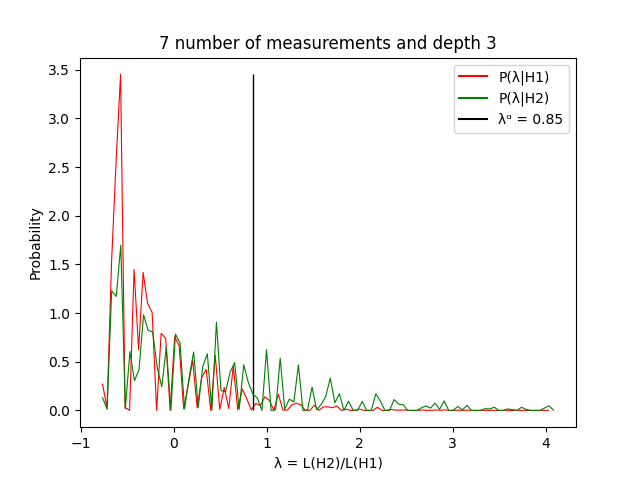 7 number of measurements and depth 3
Probability
3.5
3.0
2.5
2.0
1.5
1.0
0.5
0.0
P(λ|H1)
P(λ|H2)
λᵅ = 0.85
−1 0 1 2 3 4
λ = L(H2)/L(H1)